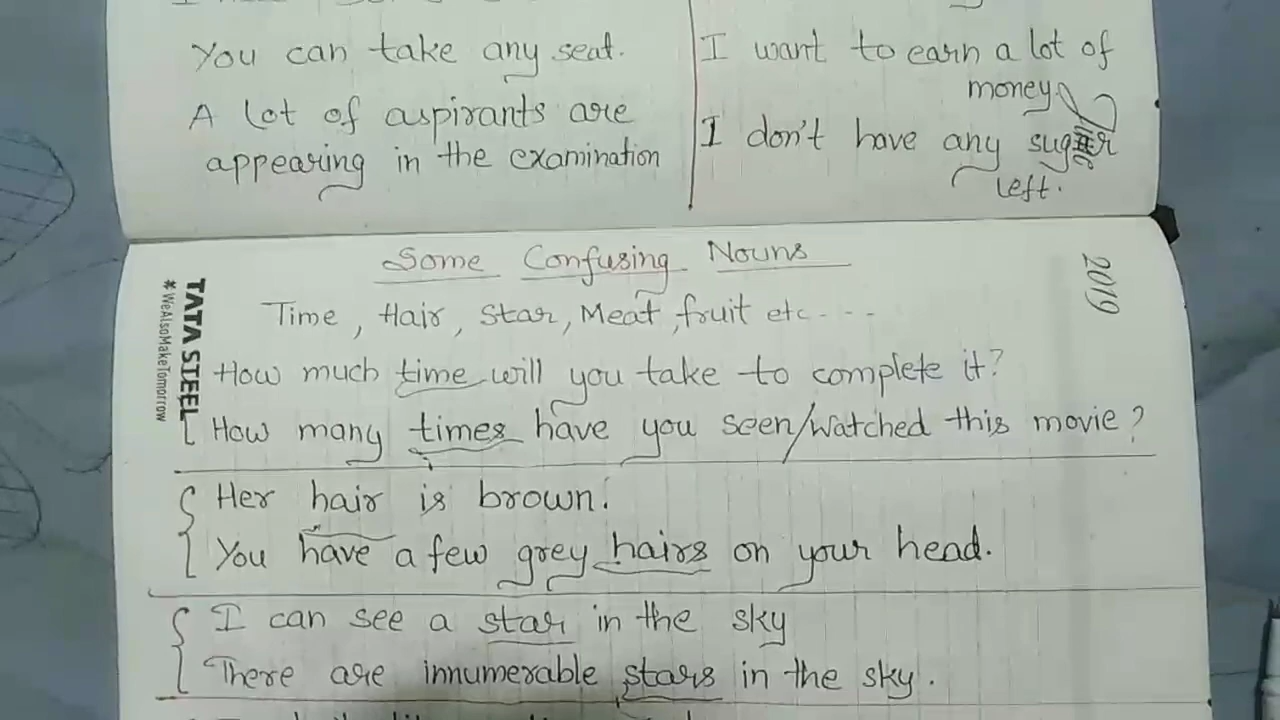 You can take any seat.
A lot of aspirants are
appearing in the examination
I want to earn a lot of
money
I don't have any sugar
left.
Some Confusing Nouns
2019
TATA STEEL
#WeAlsoMakeTomorrow
Time, Hair, Star, Meat, fruit etc----
How much time will you take to complete it?
How many times have you seen/watched this movie?
Her hair is brown.
You have a few grey hairs on your head.
I can see a star in the sky
There are innumerable stars in the sky.